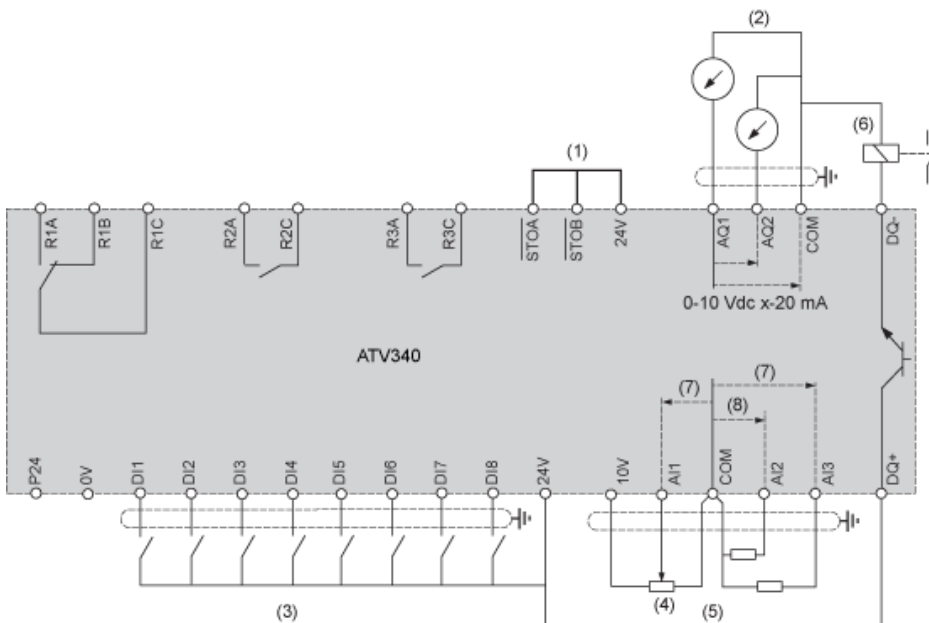 (2)
(6)
(1)
R1A R1B R1C R2A R2C R3A R3C STOA STOB 24V AQ1 AQ2 COM DQ-
0-10 Vdc x-20 mA
ATV340
(7) (7)
(8)
P24 0V DI1 DI2 DI3 DI4 DI5 DI6 DI7 DI8 24V 10V AI1 COM AI2 AI3 DQ+
(3) (4) (5)